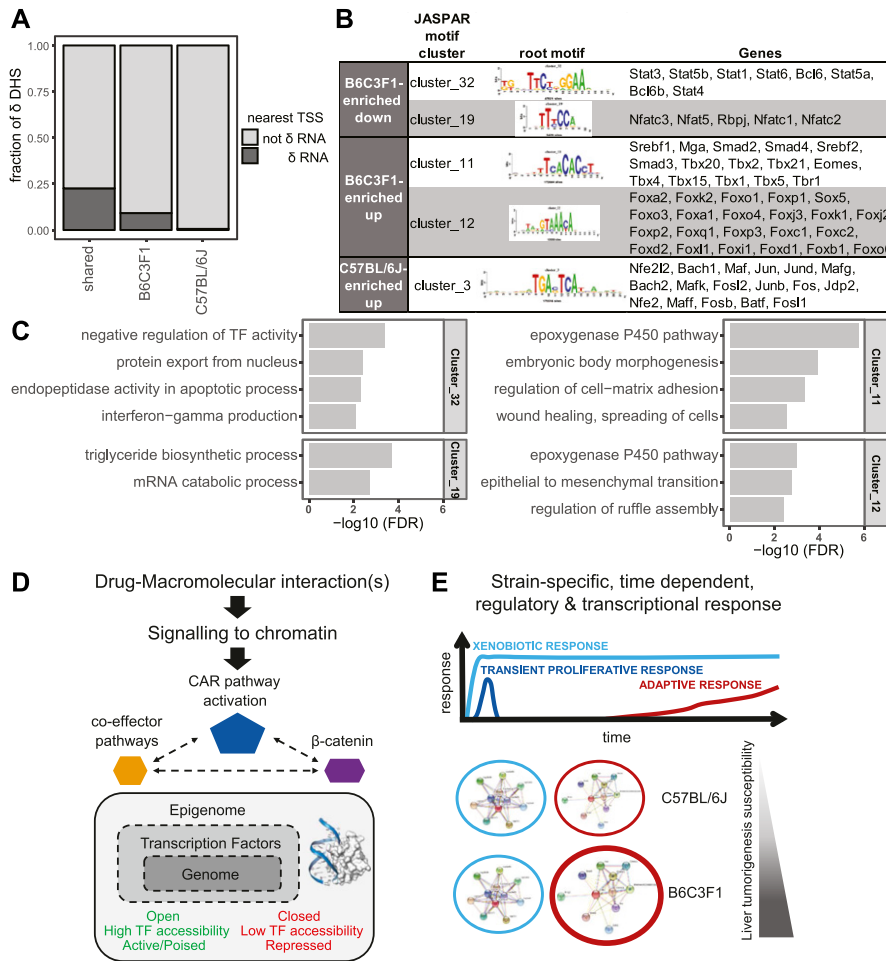 A
1.00
0.75
0.50
0.25
0.00
fraction of δ DHS
shared
B6C3F1
C57BL/6J
nearest TSS
not δ RNA
δ RNA
B
JASPAR
motif
cluster
root motif
Genes
B6C3F1-
enriched
down
cluster_32
Stat3, Stat5b, Stat1, Stat6, Bcl6, Stat5a,
Bcl6b, Stat4
cluster_19
Nfatc3, Nfat5, Rbpj, Nfatc1, Nfatc2
B6C3F1-
enriched
up
cluster_11
Srebf1, Mga, Smad2, Smad4, Srebf2,
Smad3, Tbx20, Tbx2, Tbx21, Eomes,
Tbx4, Tbx15, Tbx1, Tbx5, Tbr1
cluster_12
Foxa2, Foxk2, Foxo1, Foxp1, Sox5,
Foxo3, Foxa1, Foxo4, Foxj3, Foxk1, Foxj2
Foxp2, Foxq1, Foxp3, Foxc1, Foxc2,
Foxd2, Foxl1, Foxi1, Foxd1, Foxb1, Foxo6
C57BL/6J-
enriched
up
cluster_3
Nfe2l2, Bach1, Maf, Jun, Jund, Mafg,
Bach2, Mafk, Fosl2, Junb, Fos, Jdp2,
Nfe2, Maff, Fosb, Batf, Fosl1
C
negative regulation of TF activity
protein export from nucleus
endopeptidase activity in apoptotic process
interferon−gamma production
Cluster_32
triglyceride biosynthetic process
mRNA catabolic process
Cluster_19
0 2 4 6
−log10 (FDR)
epoxygenase P450 pathway
embryonic body morphogenesis
regulation of cell−matrix adhesion
wound healing, spreading of cells
Cluster_11
epoxygenase P450 pathway
epithelial to mesenchymal transition
regulation of ruffle assembly
Cluster_12
0 2 4 6
−log10 (FDR)
D
Drug-Macromolecular interaction(s)
Signalling to chromatin
CAR pathway
activation
co-effector
pathways
β-catenin
Epigenome
Transcription Factors
Genome
Open
High TF accessibility
Active/Poised
Closed
Low TF accessibility
Repressed
E
Strain-specific, time dependent,
regulatory & transcriptional response
XENOBIOTIC RESPONSE
TRANSIENT PROLIFERATIVE RESPONSE
ADAPTIVE RESPONSE
response
time
C57BL/6J
B6C3F1
Liver tumorigenesis susceptibility